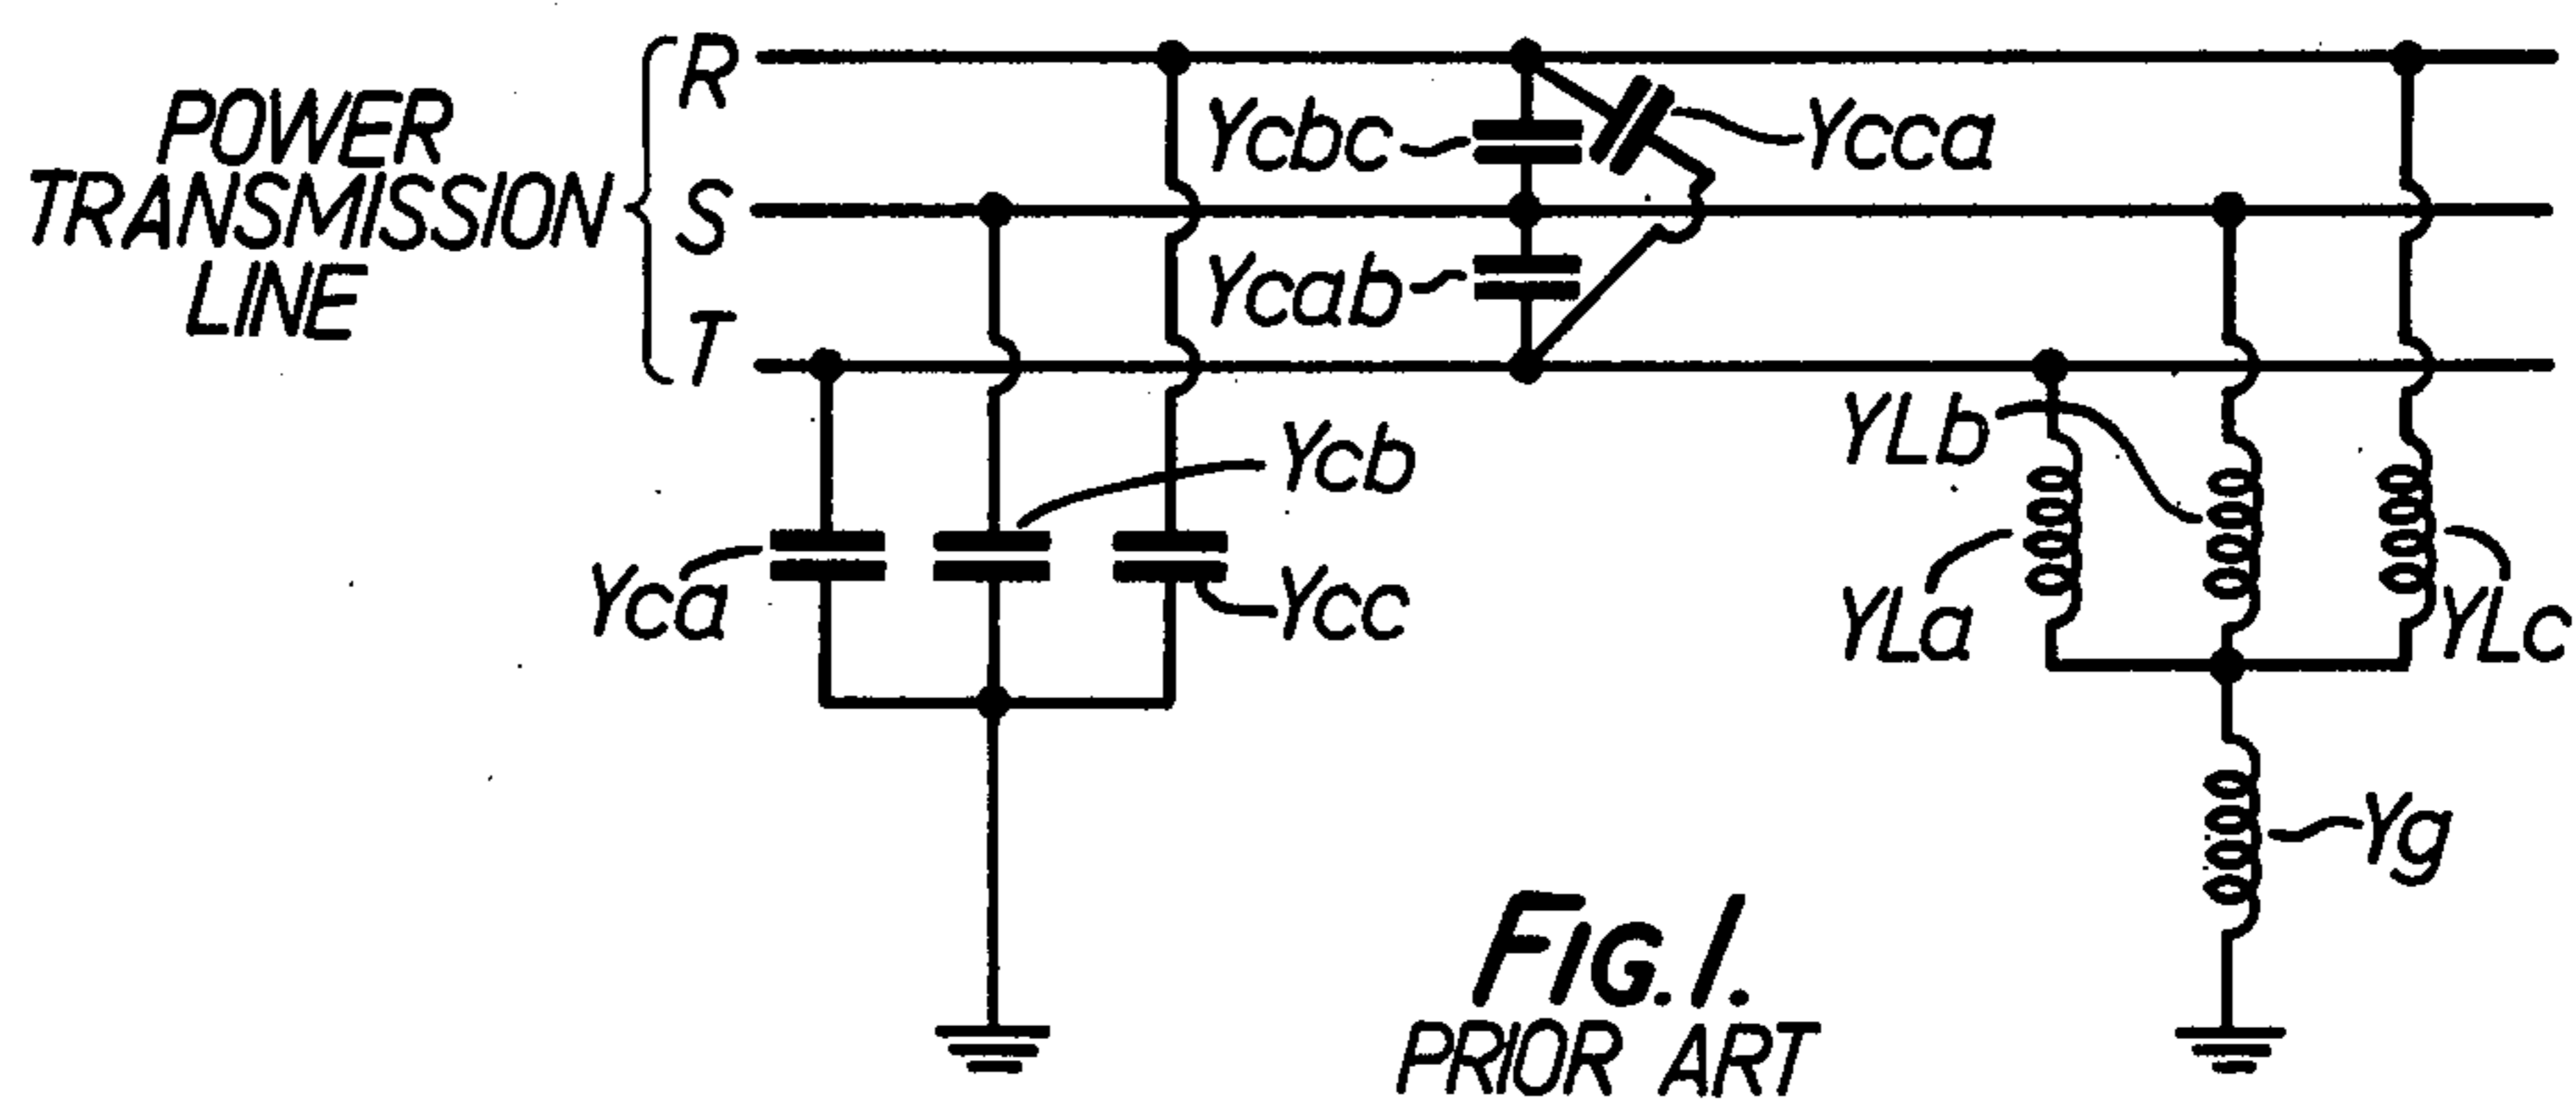 POWER
TRANSMISSION
LINE
R
S
T
Ycbc
Ycca
Ycab
Ycb
Yca
Ycc
YLb
YLa
YLc
Yg
FIG.1.
PRIOR ART